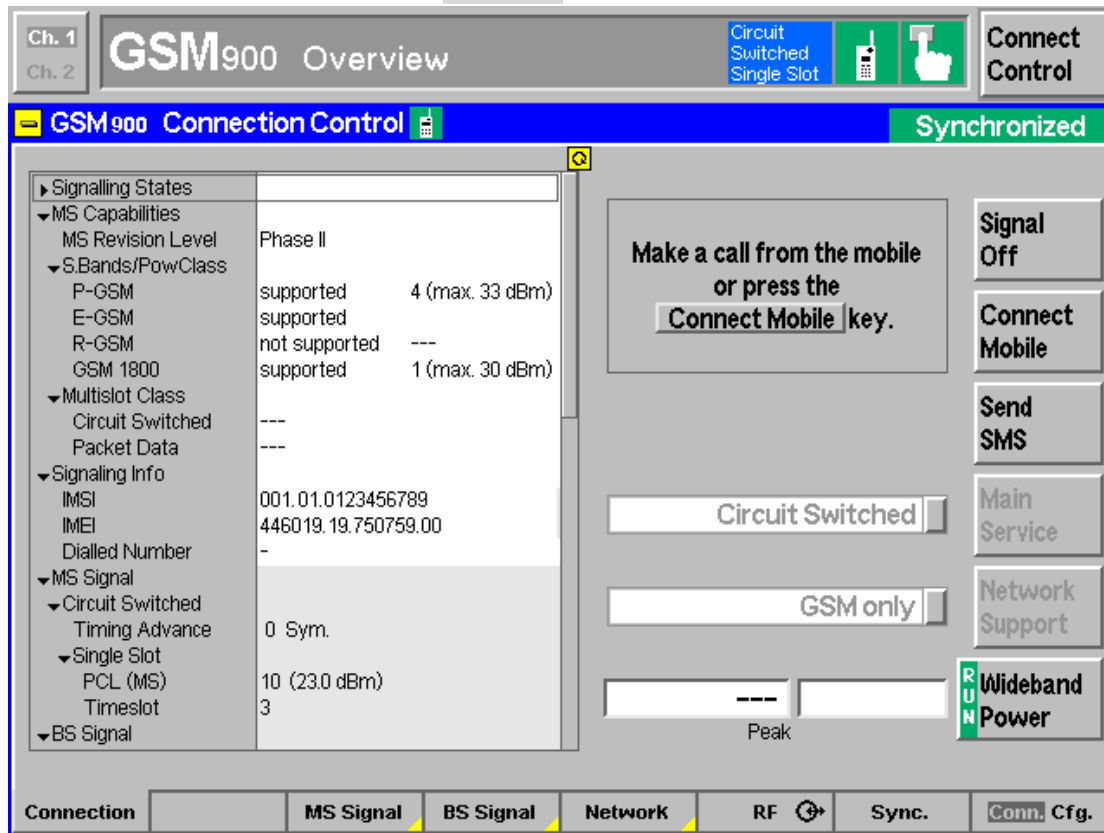 Ch. 1
Ch. 2
GSM900 Overview
Circuit
Switched
Single Slot
Connect
Control
GSM 900 Connection Control
Synchronized
Signalling States
MS Capabilities
MS Revision Level Phase II
S.Bands/PowClass
P-GSM supported 4 (max. 33 dBm)
E-GSM supported
R-GSM not supported ---
GSM 1800 supported 1 (max. 30 dBm)
Multislot Class
Circuit Switched ---
Packet Data ---
Signaling Info
IMSI 001.01.0123456789
IMEI 446019.19.750759.00
Dialled Number -
MS Signal
Circuit Switched
Timing Advance 0 Sym.
Single Slot
PCL (MS) 10 (23.0 dBm)
Timeslot 3
BS Signal
Make a call from the mobile
or press the
Connect Mobile key.
Circuit Switched
GSM only
---
Peak
Signal
Off
Connect
Mobile
Send
SMS
Main
Service
Network
Support
RUN
Wideband
Power
Connection MS Signal BS Signal Network RF Sync. Conn. Cfg.